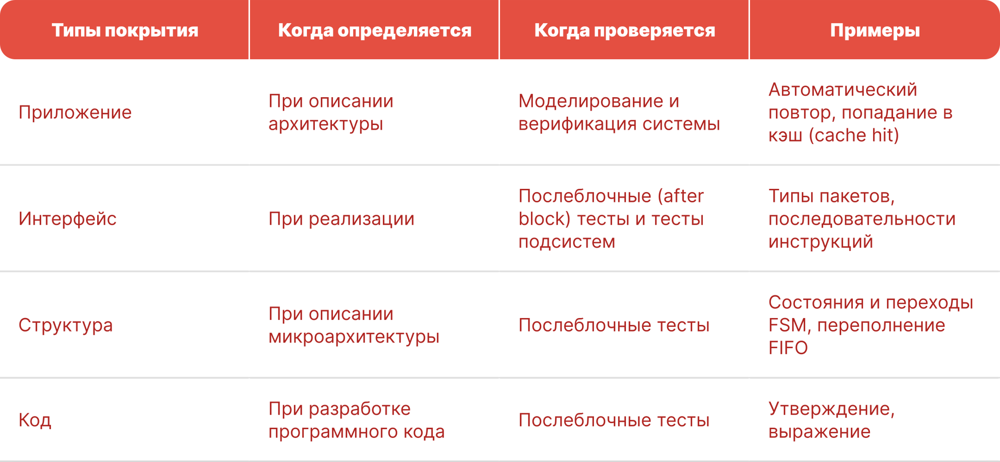 Типы покрытия
Когда определяется
Когда проверяется
Примеры
Приложение
При описании
архитектуры
Моделирование и
верификация системы
Автоматический
повтор, попадание в
кэш (cache hit)
Интерфейс
При реализации
Послеблочные (after
block) тесты и тесты
подсистем
Типы пакетов,
последовательности
инструкций
Структура
При описании
микроархитектуры
Послеблочные тесты
Состояния и переходы
FSM, переполнение
FIFO
Код
При разработке
программного кода
Послеблочные тесты
Утверждение,
выражение